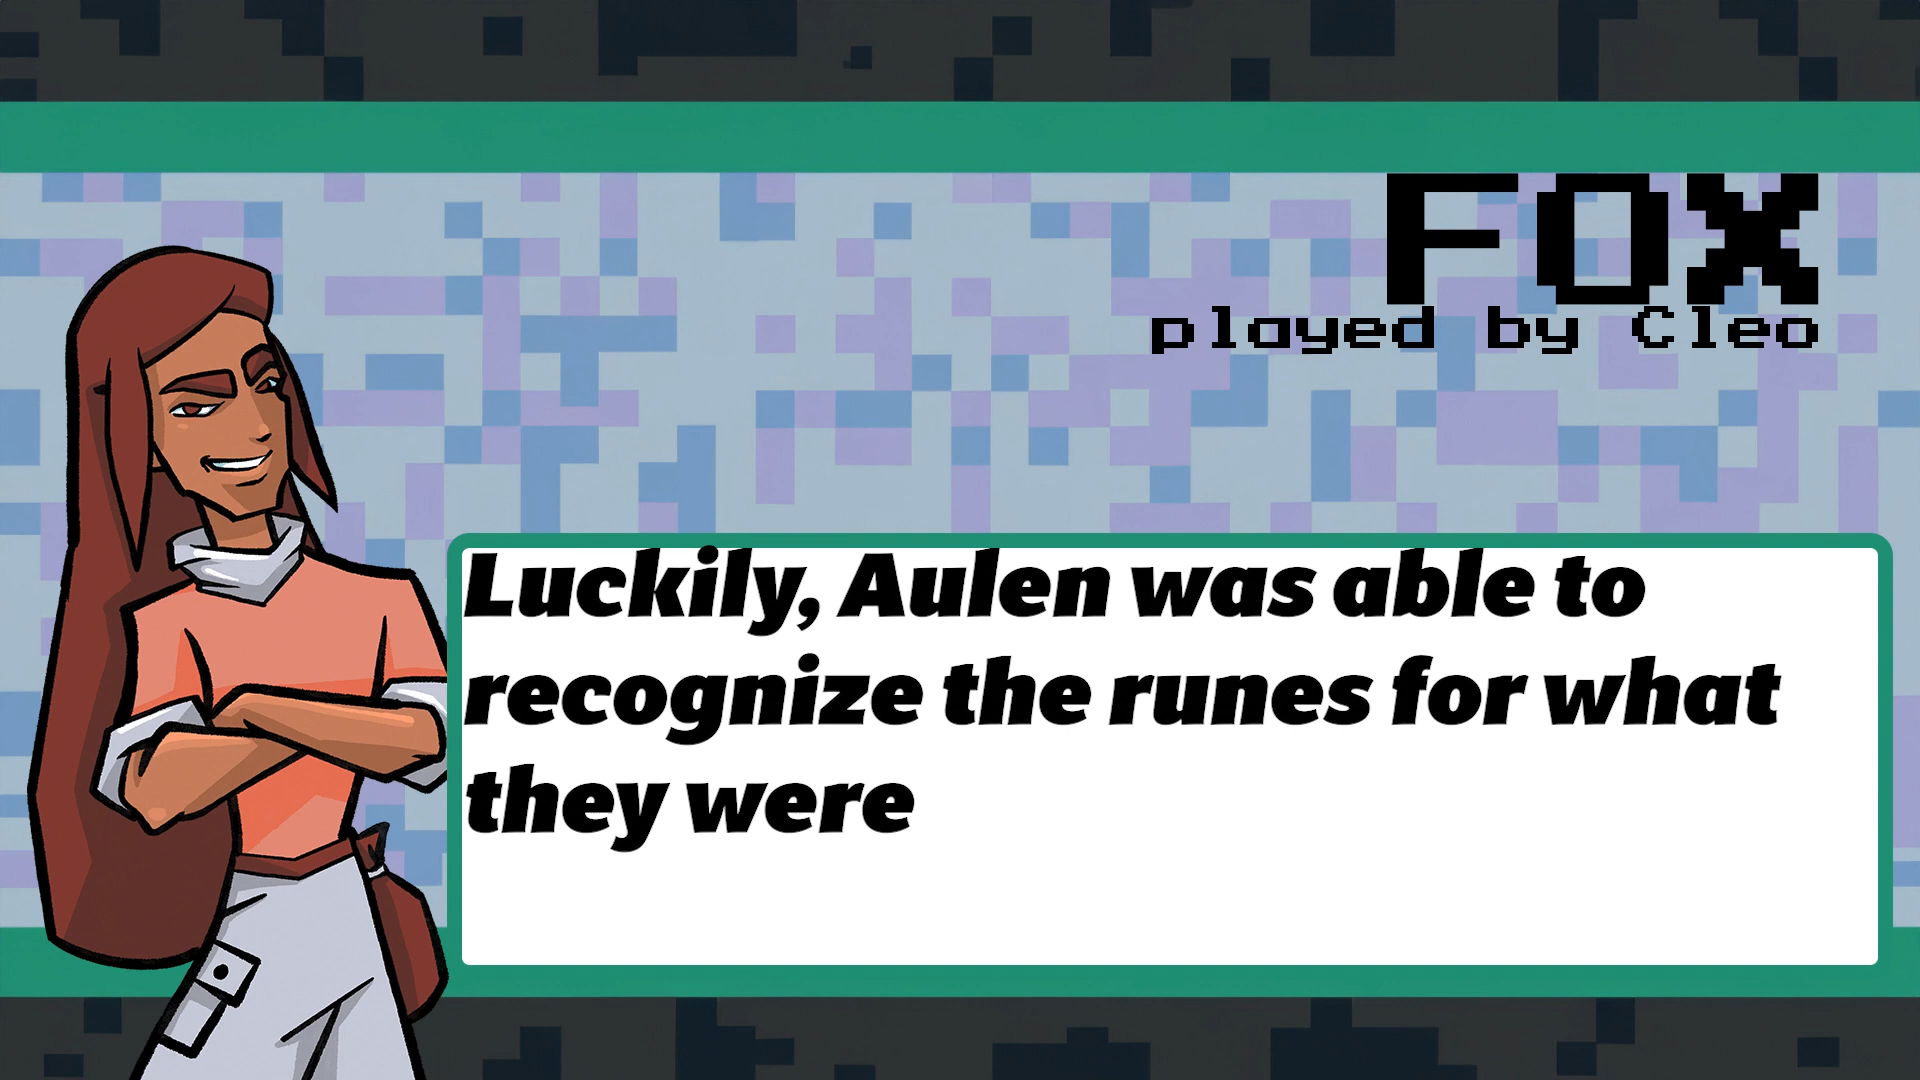 FOX
played by Cleo
Luckily, Aulen was able to
recognize the runes for what
they were